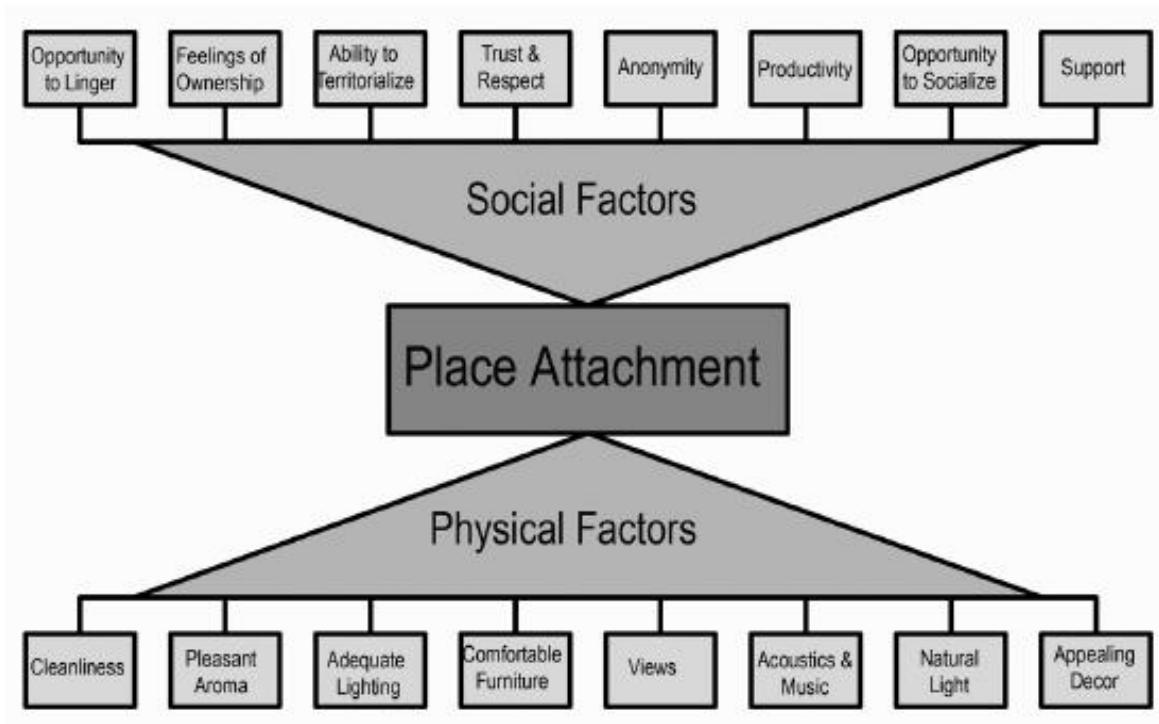 Opportunity
to Linger
Feelings of
Ownership
Ability to
Territorialize
Trust &
Respect
Anonymity
Productivity
Opportunity
to Socialize
Support
Social Factors
Place Attachment
Physical Factors
Cleanliness
Pleasant
Aroma
Adequate
Lighting
Comfortable
Furniture
Views
Acoustics &
Music
Natural
Light
Appealing
Decor